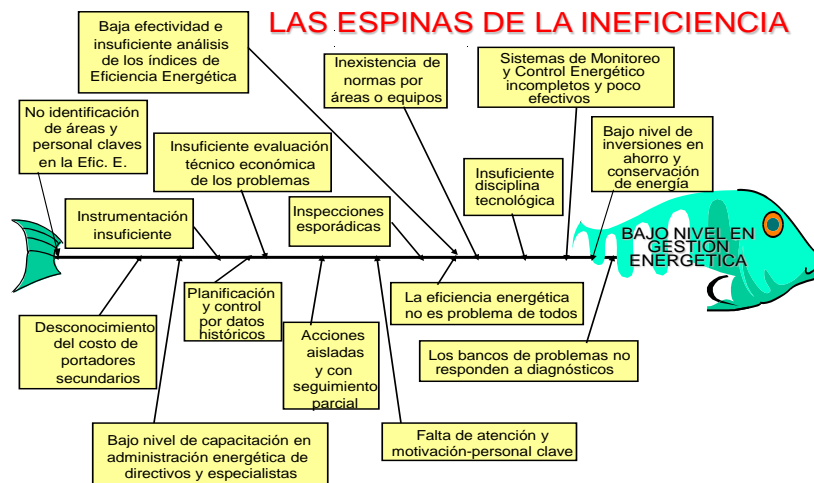 LAS ESPINAS DE LA INEFICIENCIA
Baja efectividad e
insuficiente análisis
de los índices de
Eficiencia Energética
Inexistencia de
normas por
áreas o equipos
Sistemas de Monitoreo
y Control Energético
incompletos y poco
efectivos
No identificación
de áreas y
personal claves
en la Efic. E.
Insuficiente evaluación
técnico económica
de los problemas
Insuficiente
disciplina
tecnológica
Bajo nivel de
inversiones en
ahorro y
conservación
de energía
Instrumentación
insuficiente
Inspecciones
esporádicas
BAJO NIVEL EN
GESTION
ENERGETICA
Desconocimiento
del costo de
portadores
secundarios
Planificación
y control
por datos
históricos
Acciones
aisladas
y con
seguimiento
parcial
La eficiencia energética
no es problema de todos
Los bancos de problemas no
responden a diagnósticos
Bajo nivel de capacitación en
administración energética de
directivos y especialistas
Falta de atención y
motivación-personal clave